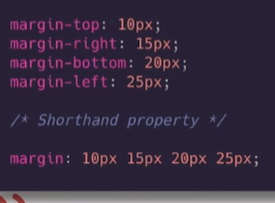 margin-top: 10px;
margin-right: 15px;
margin-bottom: 20px;
margin-left: 25px;
/* Shorthand property */
margin: 10px 15px 20px 25px;